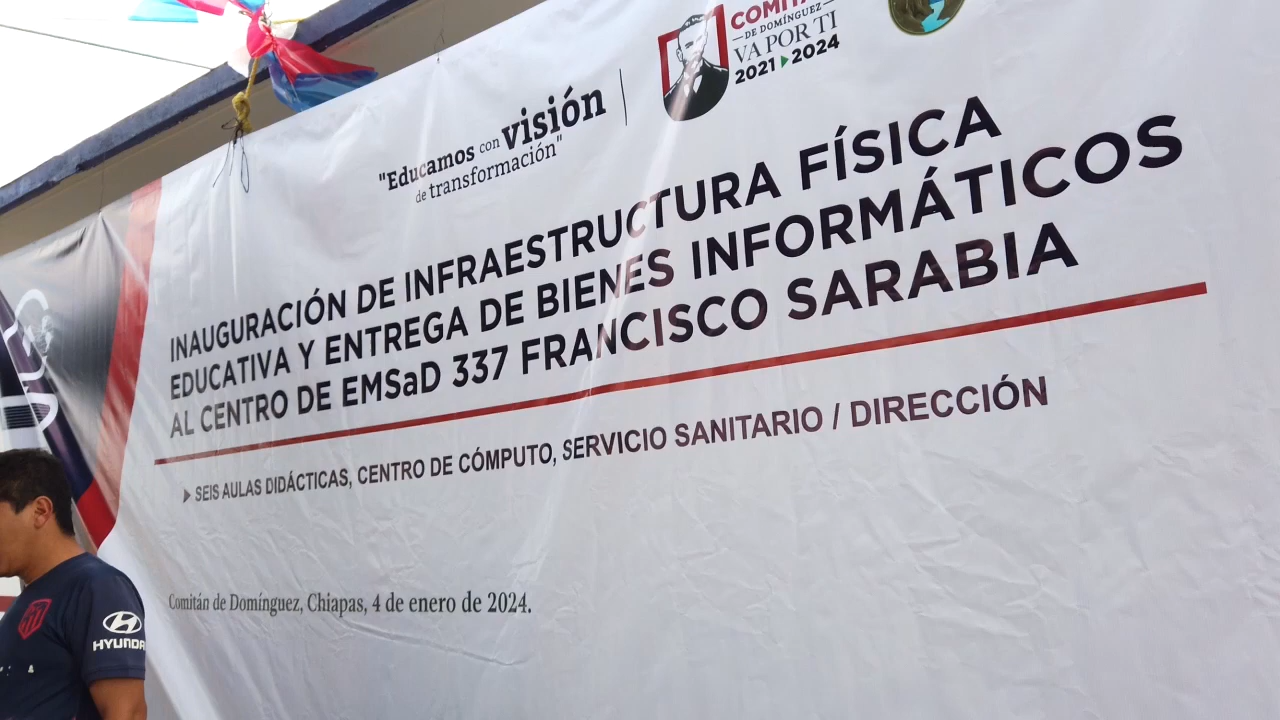 "Educamos con visión
de transformación"
COMITÁ
DE DOMÍNGUEZ
VA POR TI
2021 2024
INAUGURACIÓN DE INFRAESTRUCTURA FÍSICA
EDUCATIVA Y ENTREGA DE BIENES INFORMÁTICOS
AL CENTRO DE EMSaD 337 FRANCISCO SARABIA
SEIS AULAS DIDÁCTICAS, CENTRO DE CÓMPUTO, SERVICIO SANITARIO / DIRECCIÓN
Comitán de Domínguez, Chiapas, 4 de enero de 2024.
HYUNDA